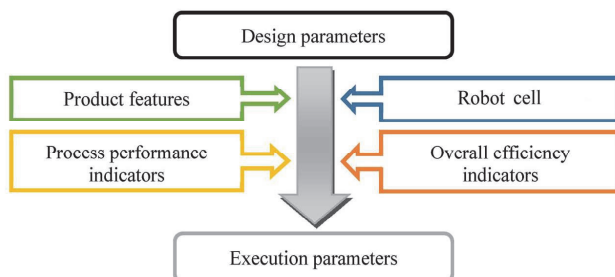 Design parameters
Product features
Robot cell
Process performance
indicators
Overall efficiency
indicators
Execution parameters